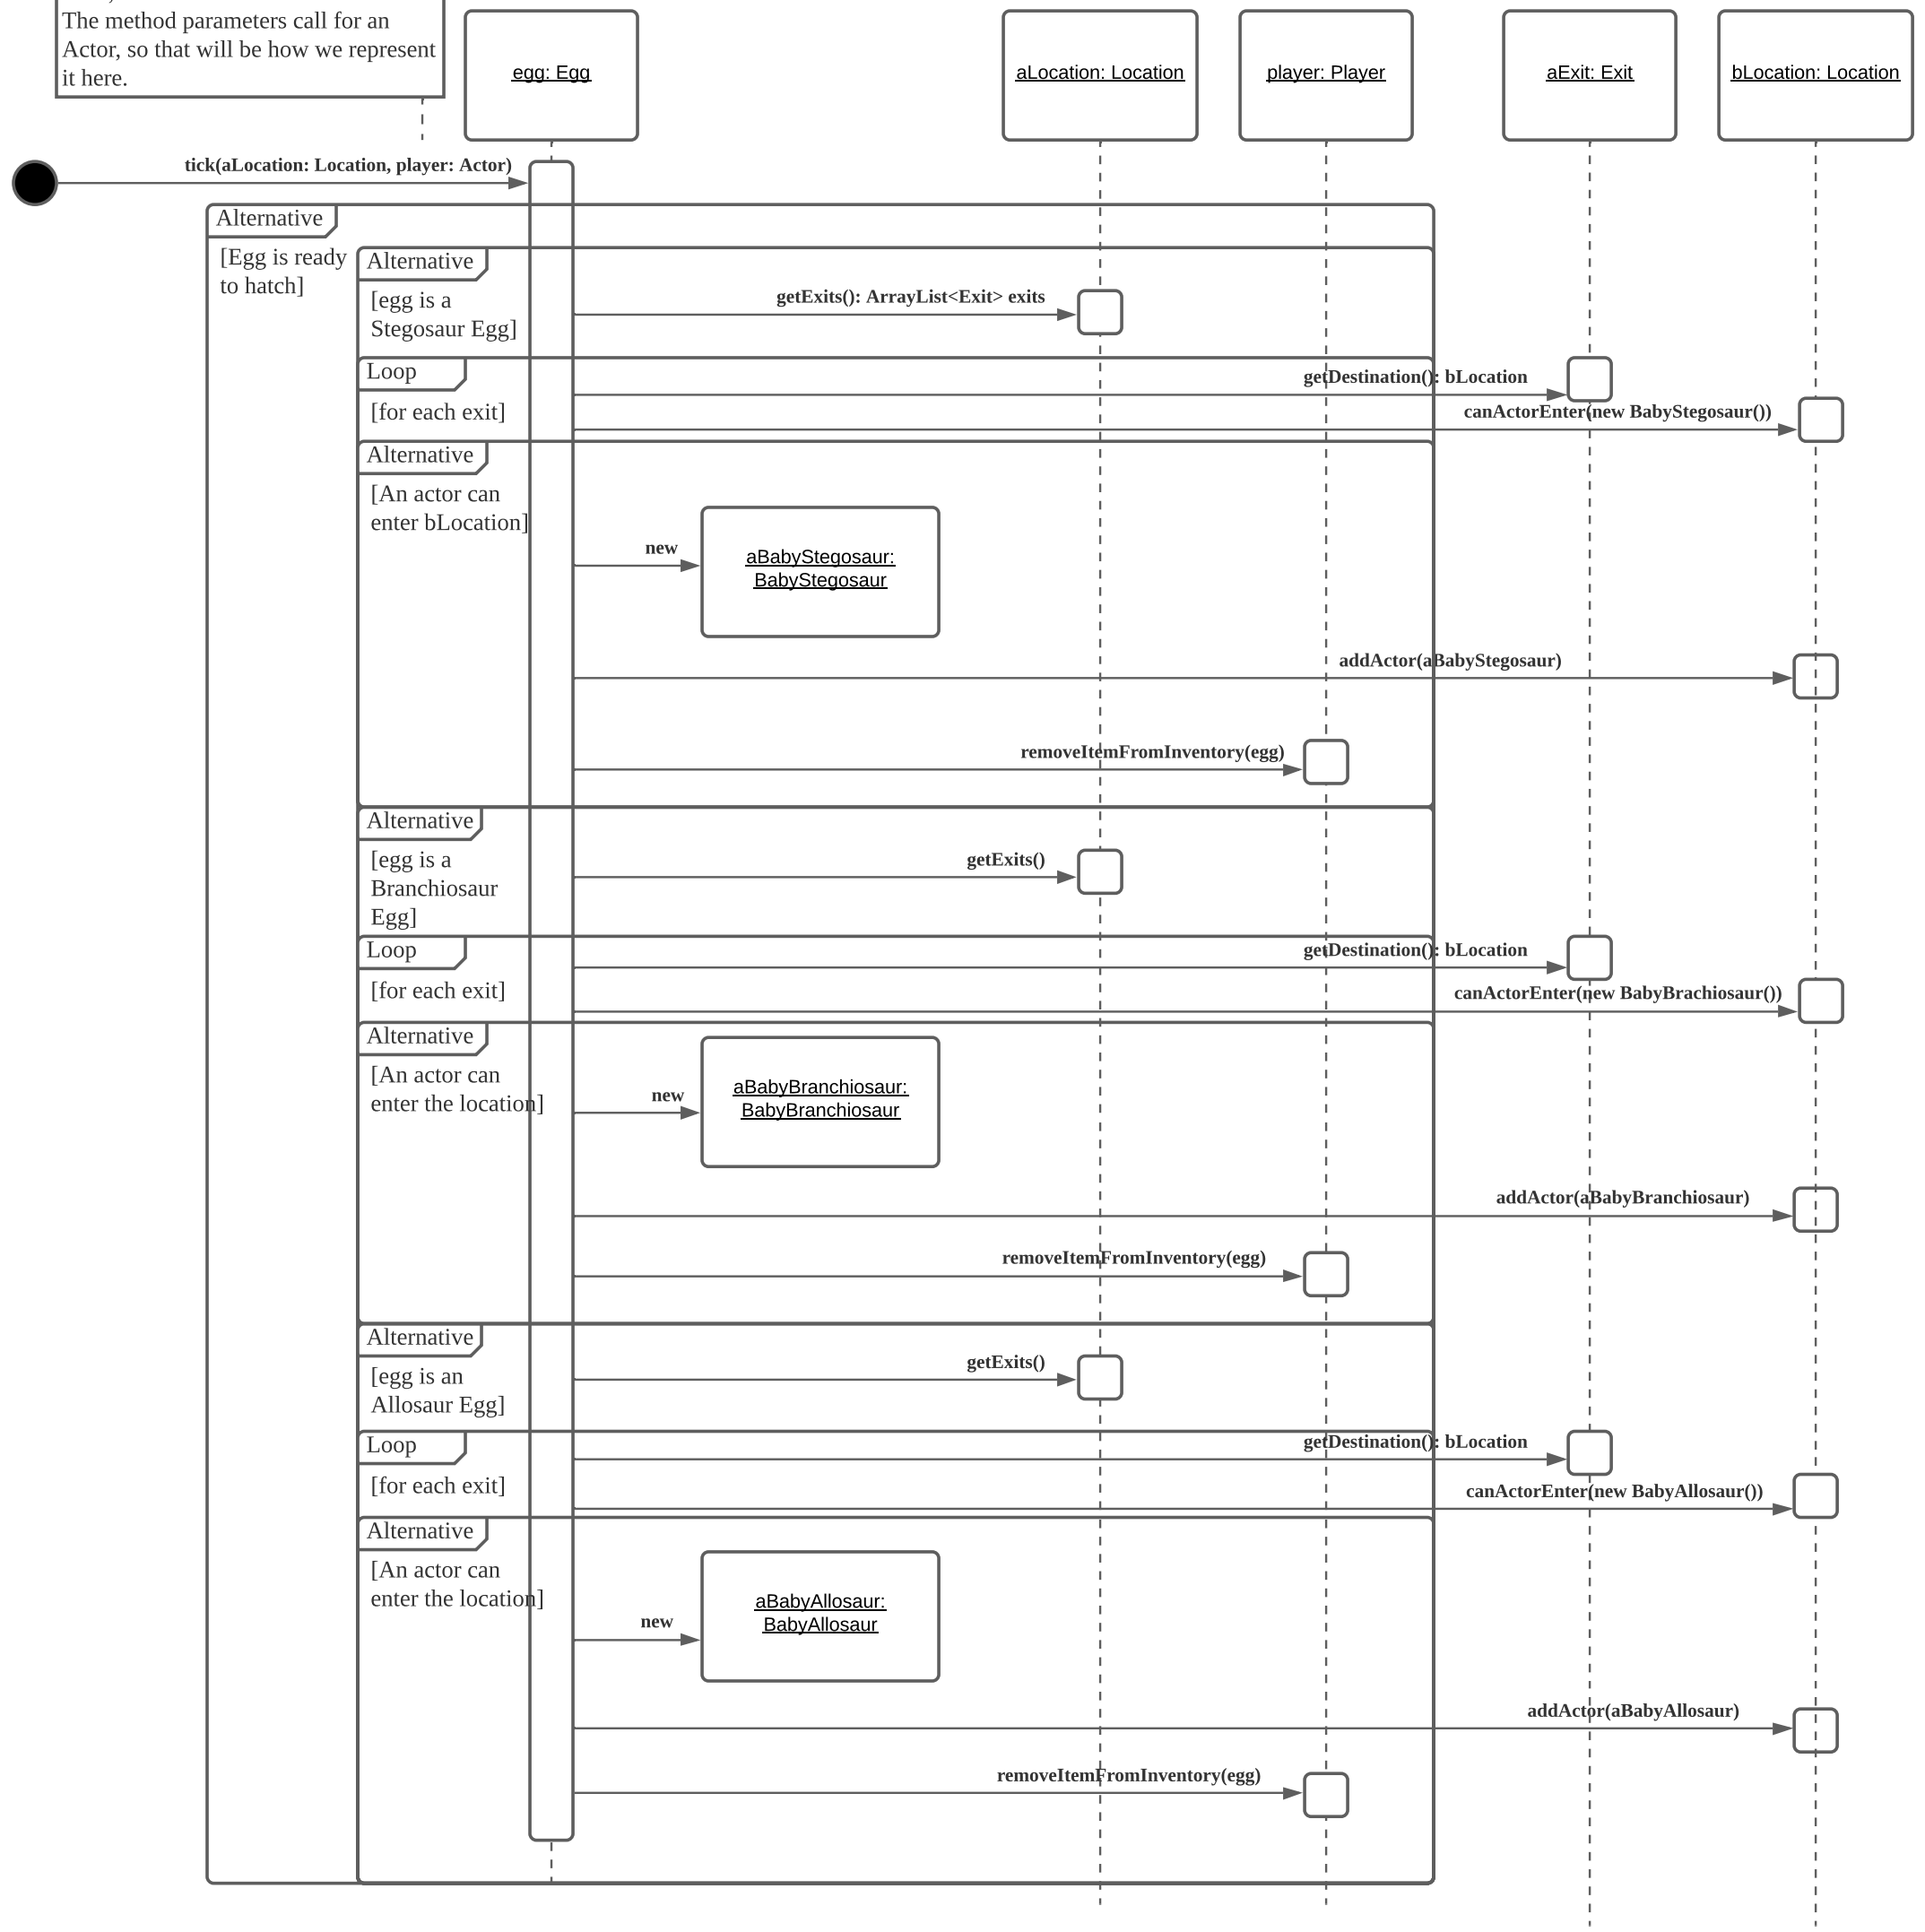 The method parameters call for an
Actor, so that will be how we represent
it here.
egg: Egg
aLocation: Location
player: Player
aExit: Exit
bLocation: Location
tick(aLocation: Location, player: Actor)
Alternative
[Egg is ready
to hatch]
Alternative
[egg is a
Stegosaur Egg]
getExits(): ArrayList<Exit> exits
Loop
[for each exit]
getDestination(): bLocation
canActorEnter(new BabyStegosaur())
Alternative
[An actor can
enter bLocation]
new
aBabyStegosaur:
BabyStegosaur
addActor(aBabyStegosaur)
removeItemFromInventory(egg)
Alternative
[egg is a
Branchiosaur
Egg]
getExits()
Loop
[for each exit]
getDestination(): bLocation
canActorEnter(new BabyBrachiosaur())
Alternative
[An actor can
enter the location]
new
aBabyBranchiosaur:
BabyBranchiosaur
addActor(aBabyBranchiosaur)
removeItemFromInventory(egg)
Alternative
[egg is an
Allosaur Egg]
getExits()
Loop
[for each exit]
getDestination(): bLocation
canActorEnter(new BabyAllosaur())
Alternative
[An actor can
enter the location]
new
aBabyAllosaur:
BabyAllosaur
addActor(aBabyAllosaur)
removeItemFromInventory(egg)